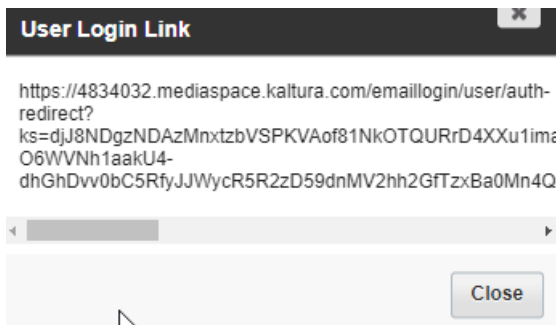 User Login Link
https://4834032.mediaspace.kaltura.com/emaillogin/user/auth-
redirect?
ks=djJ8NDgzNDAzMnxtzbVSPKVAof81NkOTQURrD4XXu1ima
O6WVNh1aakU4-
dhGhDvv0bC5RfyJJWycR5R2zD59dnMV2hh2GfTzxBa0Mn4Q
Close